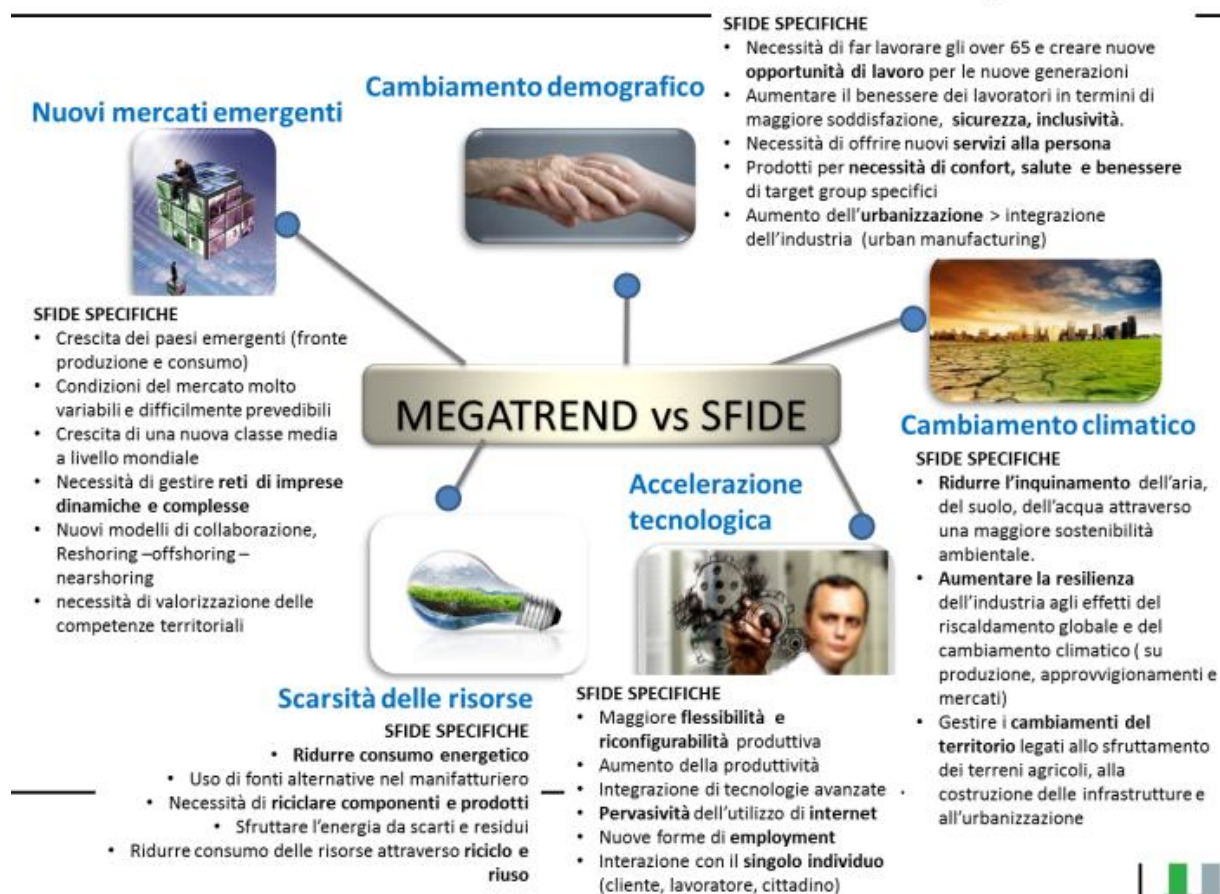 SFIDE SPECIFICHE
• Necessità di far lavorare gli over 65 e creare nuove
opportunità di lavoro per le nuove generazioni
• Aumentare il benessere dei lavoratori in termini di
maggiore soddisfazione, sicurezza, inclusività.
• Necessità di offrire nuovi servizi alla persona
• Prodotti per necessità di confort, salute e benessere
di target group specifici
• Aumento dell'urbanizzazione > integrazione
dell'industria (urban manufacturing)
Cambiamento demografico
Nuovi mercati emergenti
SFIDE SPECIFICHE
• Crescita dei paesi emergenti (fronte
produzione e consumo)
• Condizioni del mercato molto
variabili e difficilmente prevedibili
• Crescita di una nuova classe media
a livello mondiale
• Necessità di gestire reti di imprese
dinamiche e complesse
• Nuovi modelli di collaborazione,
Reshoring –offshoring –
nearshoring
• necessità di valorizzazione delle
competenze territoriali
MEGATREND vs SFIDE
Cambiamento climatico
SFIDE SPECIFICHE
• Ridurre l'inquinamento dell'aria,
del suolo, dell'acqua attraverso
una maggiore sostenibilità
ambientale.
• Aumentare la resilienza
dell'industria agli effetti del
riscaldamento globale e del
cambiamento climatico ( su
produzione, approvvigionamenti e
mercati)
• Gestire i cambiamenti del
territorio legati allo sfruttamento
dei terreni agricoli, alla
costruzione delle infrastrutture e
all'urbanizzazione
Accelerazione
tecnologica
SFIDE SPECIFICHE
• Maggiore flessibilità e
riconfigurabilità produttiva
• Aumento della produttività
• Integrazione di tecnologie avanzate
• Pervasività dell'utilizzo di internet
• Nuove forme di employment
• Interazione con il singolo individuo
(cliente, lavoratore, cittadino)
Scarsità delle risorse
SFIDE SPECIFICHE
• Ridurre consumo energetico
• Uso di fonti alternative nel manifatturiero
• Necessità di riciclare componenti e prodotti
• Sfruttare l'energia da scarti e residui
• Ridurre consumo delle risorse attraverso riciclo e
riuso